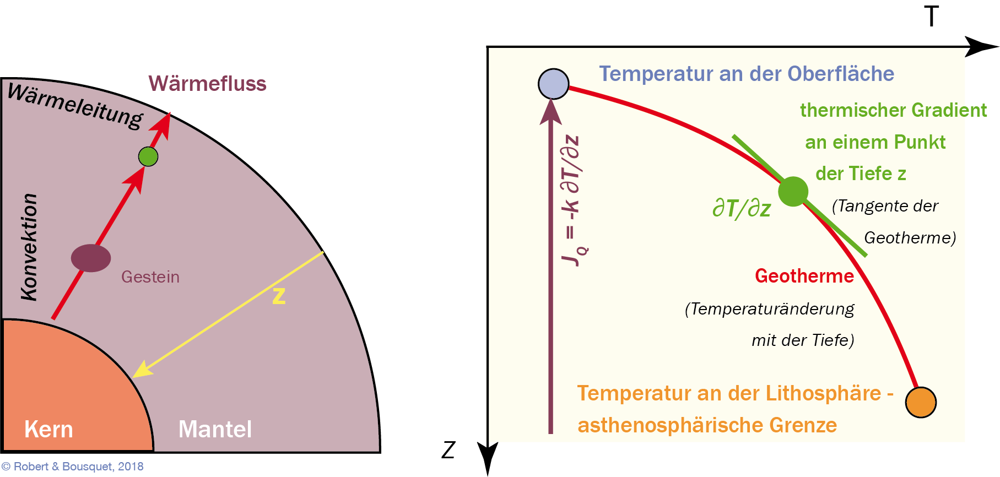 Wärmefluss
Wärmeleitung
Konvektion
Gestein
z
Kern
Mantel
© Robert & Bousquet, 2018
T
Temperatur an der Oberfläche
thermischer Gradient
an einem Punkt
der Tiefe z
(Tangente der
Geotherme)
∂T/∂z
J_Q = -k ∂T/∂z
Geotherme
(Temperaturänderung
mit der Tiefe)
Temperatur an der Lithosphäre -
asthenosphärische Grenze
Z